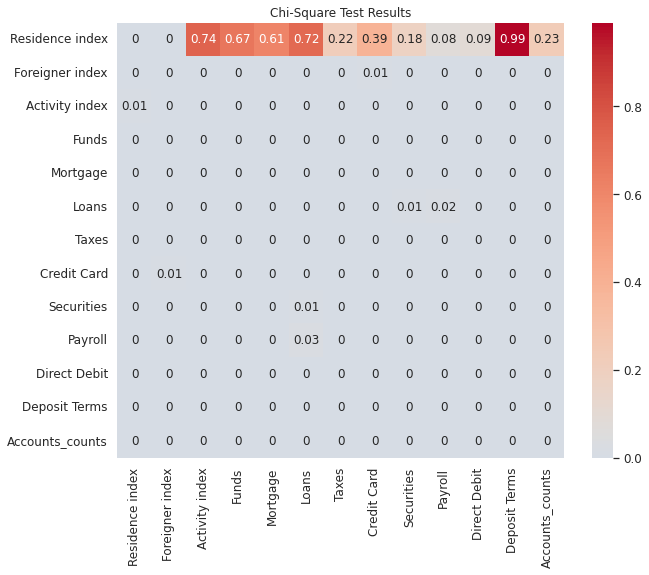 Chi-Square Test Results
Residence index 0 0 0.74 0.67 0.61 0.72 0.22 0.39 0.18 0.08 0.09 0.99 0.23
Foreigner index 0 0 0 0 0 0 0 0.01 0 0 0 0 0
Activity index 0.01 0 0 0 0 0 0 0 0 0 0 0 0
Funds 0 0 0 0 0 0 0 0 0 0 0 0 0
Mortgage 0 0 0 0 0 0 0 0 0 0 0 0 0
Loans 0 0 0 0 0 0 0 0 0.01 0.02 0 0 0
Taxes 0 0 0 0 0 0 0 0 0 0 0 0 0
Credit Card 0 0.01 0 0 0 0 0 0 0 0 0 0 0
Securities 0 0 0 0 0 0.01 0 0 0 0 0 0 0
Payroll 0 0 0 0 0 0.03 0 0 0 0 0 0 0
Direct Debit 0 0 0 0 0 0 0 0 0 0 0 0 0
Deposit Terms 0 0 0 0 0 0 0 0 0 0 0 0 0
Accounts_counts 0 0 0 0 0 0 0 0 0 0 0 0 0
Residence index
Foreigner index
Activity index
Funds
Mortgage
Loans
Taxes
Credit Card
Securities
Payroll
Direct Debit
Deposit Terms
Accounts_counts
0.8
0.6
0.4
0.2
0.0